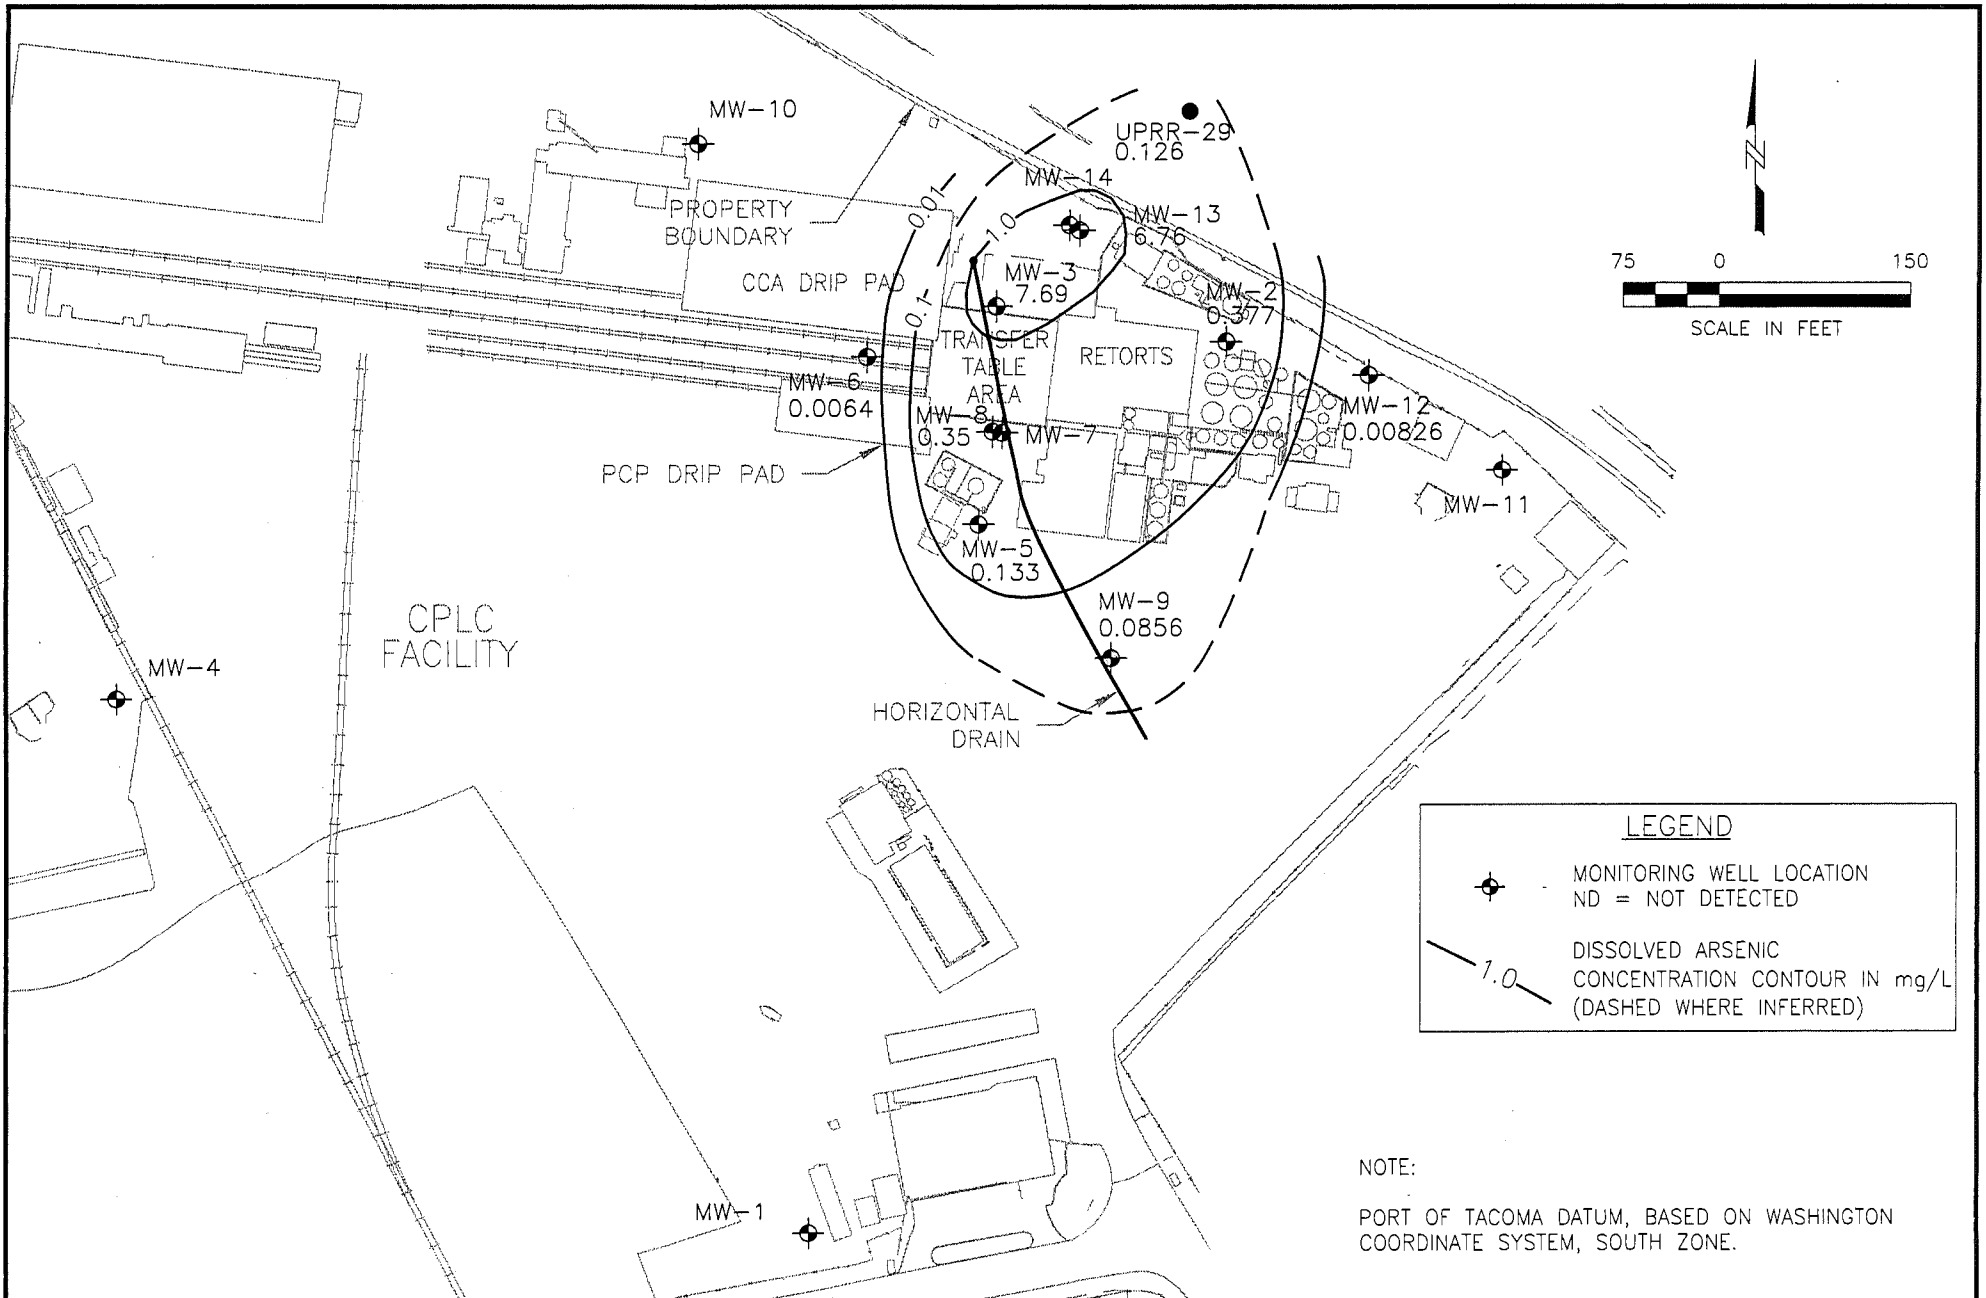 MW-10
UPRR-29
0.126
MW-14
N
PROPERTY
BOUNDARY
0.01
1.0
MW-13
6.76
75 0 150
SCALE IN FEET
CCA DRIP PAD
MW-3
7.69
MW-2
0.377
0.1
TRANSFER
TABLE
AREA
RETORTS
MW-6
0.0064
MW-12
0.00826
MW-8
0.35
MW-7
PCP DRIP PAD
MW-11
MW-5
0.133
CPLC
FACILITY
MW-9
0.0856
MW-4
HORIZONTAL
DRAIN
LEGEND
MONITORING WELL LOCATION
ND = NOT DETECTED
1.0
DISSOLVED ARSENIC
CONCENTRATION CONTOUR IN mg/L
(DASHED WHERE INFERRED)
MW-1
NOTE:
PORT OF TACOMA DATUM, BASED ON WASHINGTON
COORDINATE SYSTEM, SOUTH ZONE.